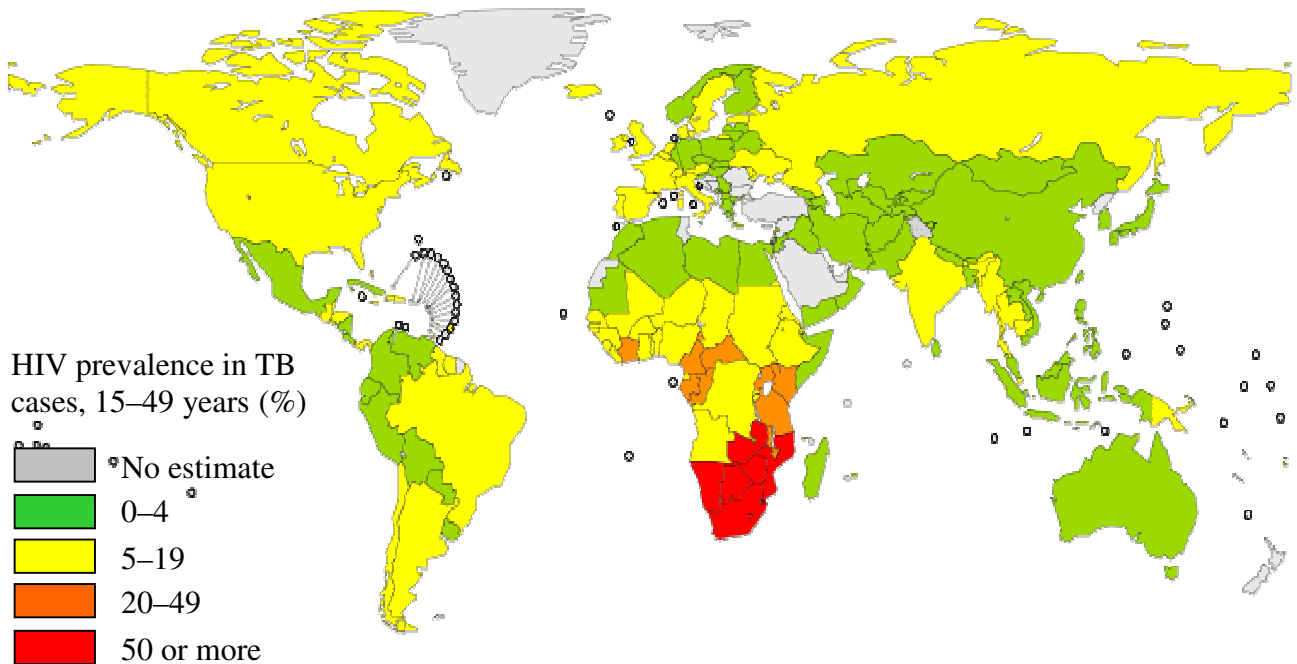 HIV prevalence in TB
cases, 15–49 years (%)
No estimate
0–4
5–19
20–49
50 or more